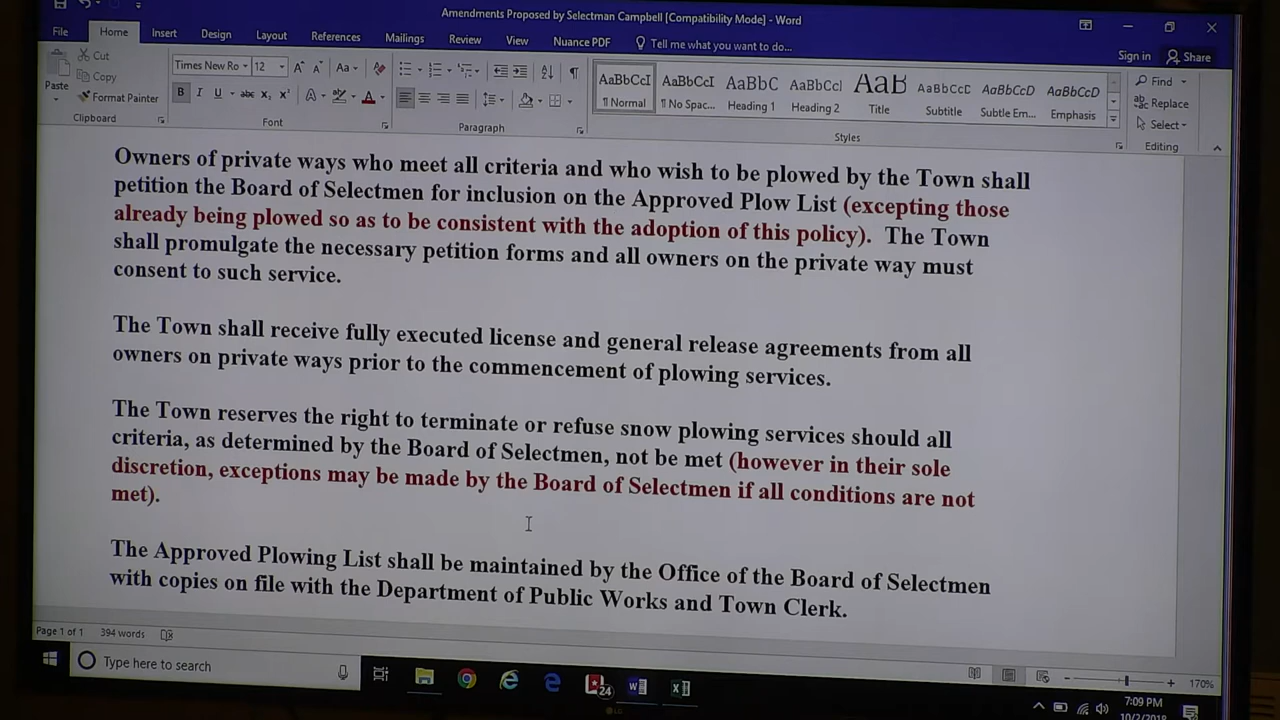 Amendments Proposed by Selectman Campbell [Compatibility Mode] - Word
File Home Insert Design Layout References Mailings Review View Nuance PDF Tell me what you want to do...
Sign in Share
Cut
Copy
Format Painter
Paste
Clipboard
Times New Ro 12
Font
Paragraph
AaBbCcI AaBbCcI AaBbC AaBbCcI AaB AaBbCcC AaBbCcD AaBbCcD
¶ Normal ¶ No Spac... Heading 1 Heading 2 Title Subtitle Subtle Em... Emphasis
Styles
Find
Replace
Select
Editing
Owners of private ways who meet all criteria and who wish to be plowed by the Town shall
petition the Board of Selectmen for inclusion on the Approved Plow List (excepting those
already being plowed so as to be consistent with the adoption of this policy). The Town
shall promulgate the necessary petition forms and all owners on the private way must
consent to such service.
The Town shall receive fully executed license and general release agreements from all
owners on private ways prior to the commencement of plowing services.
The Town reserves the right to terminate or refuse snow plowing services should all
criteria, as determined by the Board of Selectmen, not be met (however in their sole
discretion, exceptions may be made by the Board of Selectmen if all conditions are not
met).
The Approved Plowing List shall be maintained by the Office of the Board of Selectmen
with copies on file with the Department of Public Works and Town Clerk.
Page 1 of 1 394 words
170%
Type here to search
24
7:09 PM
10/2/2018
LG